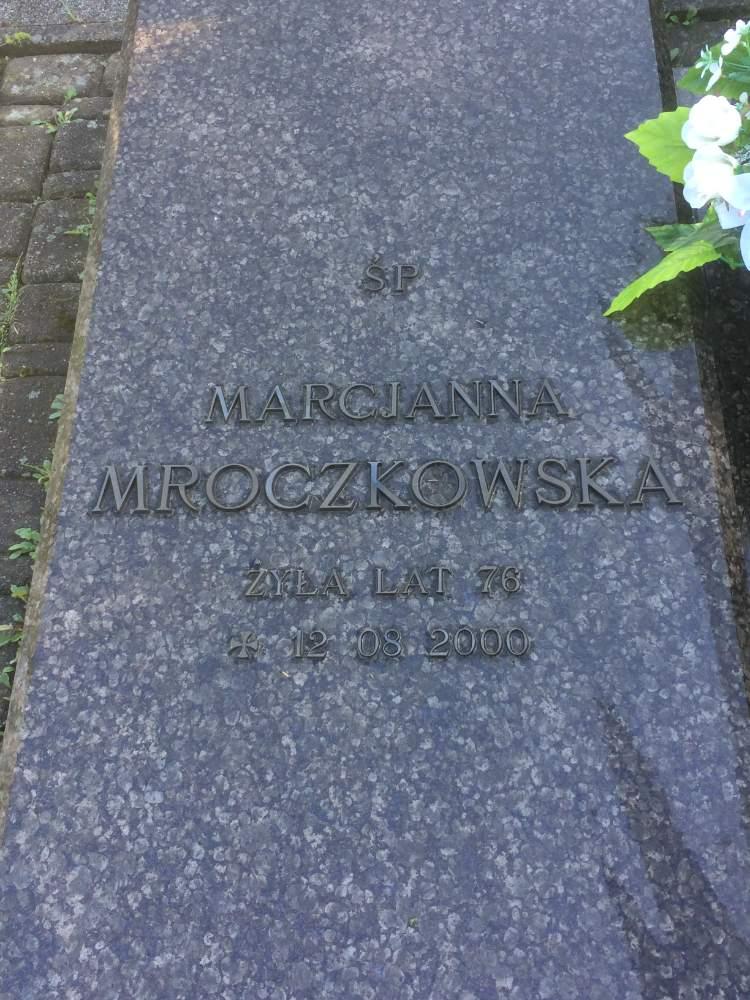 ŚP
MARCJANNA
MROCZKOWSKA
ŻYŁA LAT 76
✠ 12 08 2000